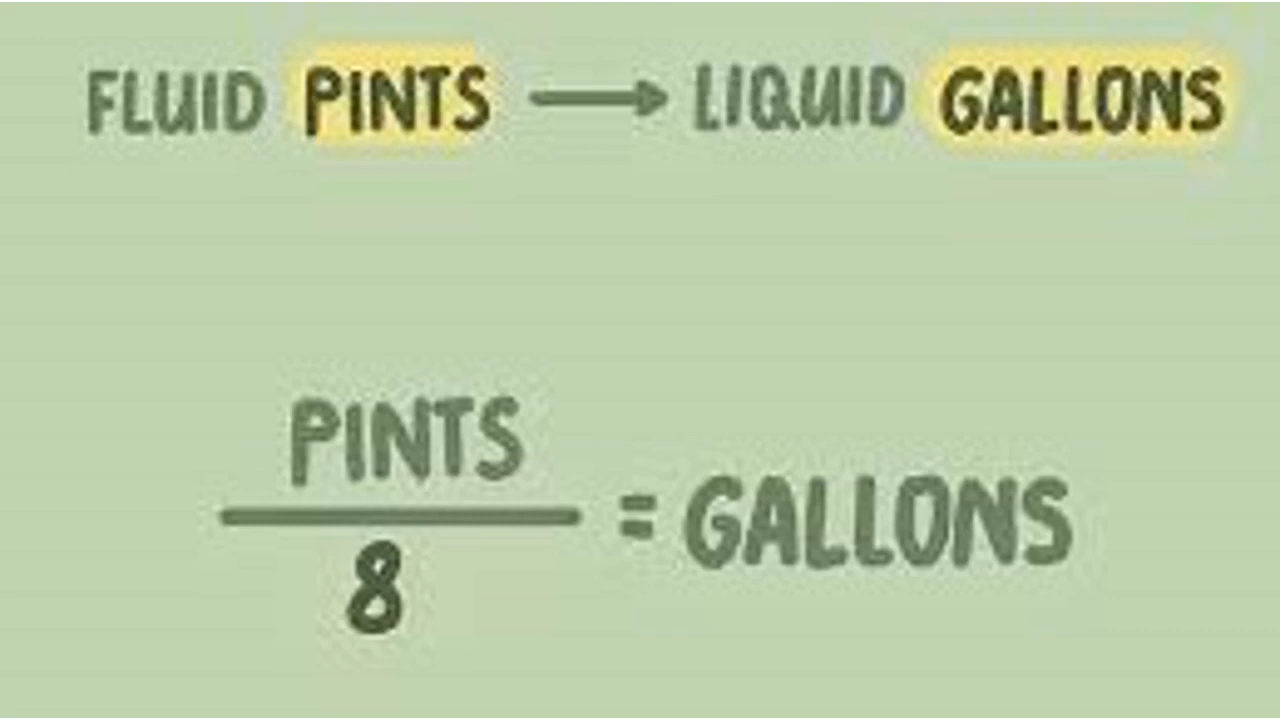 FLUID PINTS → LIQUID GALLONS
PINTS
8
= GALLONS